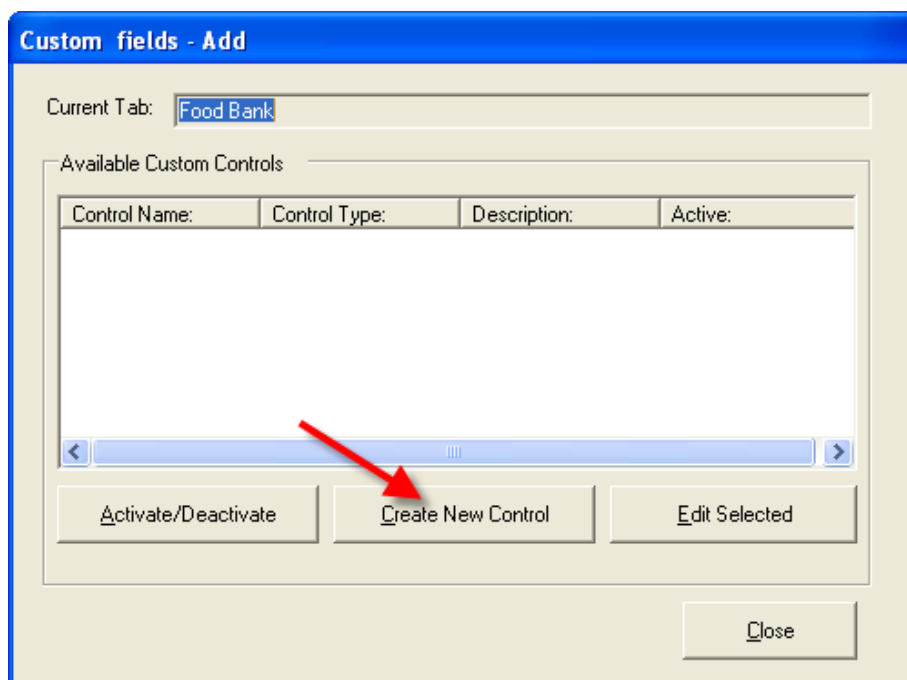 Custom fields - Add
Current Tab: Food Bank
Available Custom Controls
Control Name: Control Type: Description: Active:
Activate/Deactivate Create New Control Edit Selected
Close